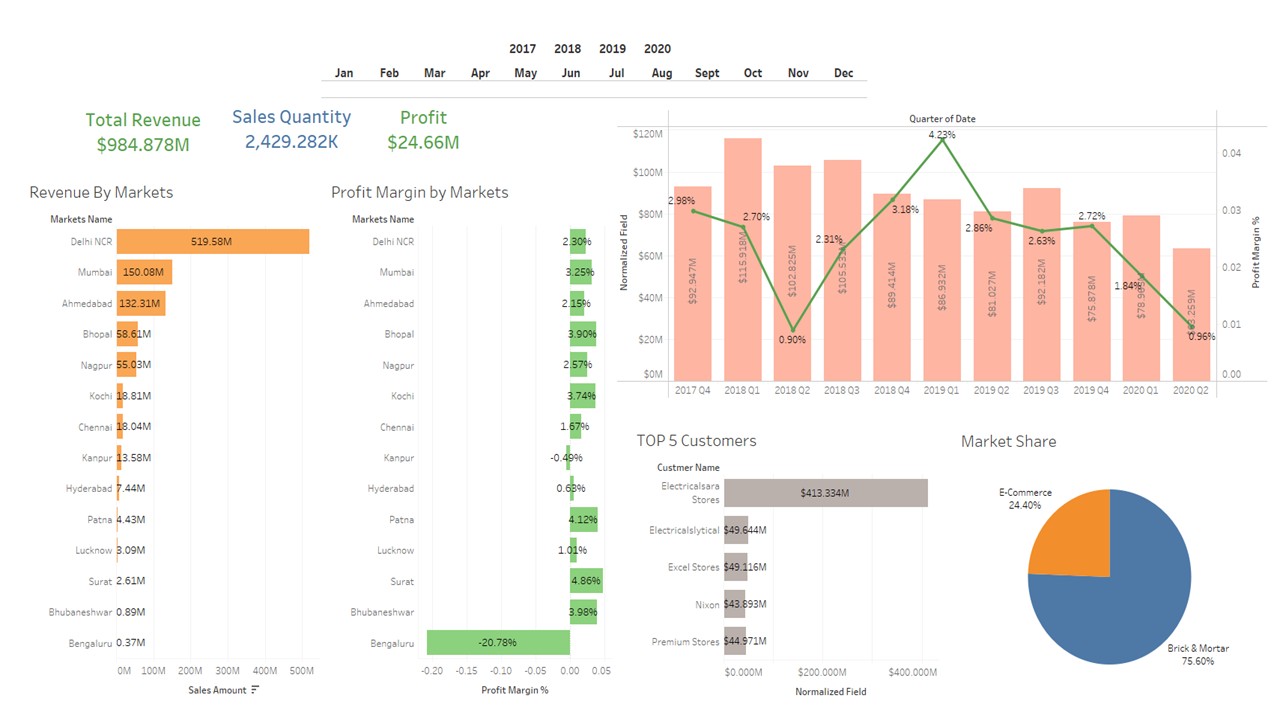 2017 2018 2019 2020
Jan Feb Mar Apr May Jun Jul Aug Sept Oct Nov Dec
Total Revenue
$984.878M
Sales Quantity
2,429.282K
Profit
$24.66M
Revenue By Markets
Markets Name
Delhi NCR 519.58M
Mumbai 150.08M
Ahmedabad 132.31M
Bhopal 58.61M
Nagpur 55.03M
Kochi 18.81M
Chennai 18.04M
Kanpur 13.58M
Hyderabad 7.44M
Patna 4.43M
Lucknow 3.09M
Surat 2.61M
Bhubaneshwar 0.89M
Bengaluru 0.37M
0M 100M 200M 300M 400M 500M
Sales Amount
Profit Margin by Markets
Markets Name
Delhi NCR 2.30%
Mumbai 3.25%
Ahmedabad 2.15%
Bhopal 3.90%
Nagpur 2.57%
Kochi 3.74%
Chennai 1.67%
Kanpur -0.49%
Hyderabad 0.63%
Patna 4.12%
Lucknow 1.01%
Surat 4.86%
Bhubaneshwar 3.98%
Bengaluru -20.78%
-0.20 -0.15 -0.10 -0.05 0.00 0.05
Profit Margin %
Quarter of Date
Normalized Field
$120M
$100M
$80M
$60M
$40M
$20M
$0M
2.98% 2.70% 0.90% 2.31% 3.18% 4.23% 2.86% 2.63% 2.72% 1.84% 0.96%
$92.947M $115.918M $102.825M $89.414M $86.932M $81.027M $92.182M $75.878M
0.04
0.03
0.02
0.01
0.00
Profit Margin %
2017 Q4 2018 Q1 2018 Q2 2018 Q3 2018 Q4 2019 Q1 2019 Q2 2019 Q3 2019 Q4 2020 Q1 2020 Q2
TOP 5 Customers
Custmer Name
Electricalsara
Stores
$413.334M
Electricalslytical $49.644M
Excel Stores $49.116M
Nixon $43.893M
Premium Stores $44.971M
$0.000M $200.000M $400.000M
Normalized Field
Market Share
E-Commerce
24.40%
Brick & Mortar
75.60%